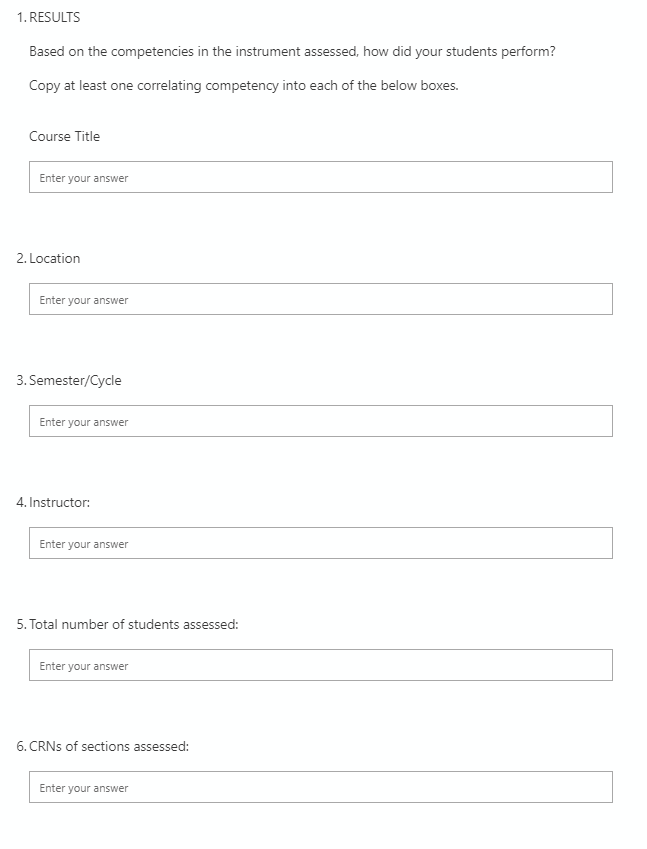 1. RESULTS
Based on the competencies in the instrument assessed, how did your students perform?
Copy at least one correlating competency into each of the below boxes.
Course Title
Enter your answer
2. Location
Enter your answer
3. Semester/Cycle
Enter your answer
4. Instructor:
Enter your answer
5. Total number of students assessed:
Enter your answer
6. CRNs of sections assessed:
Enter your answer